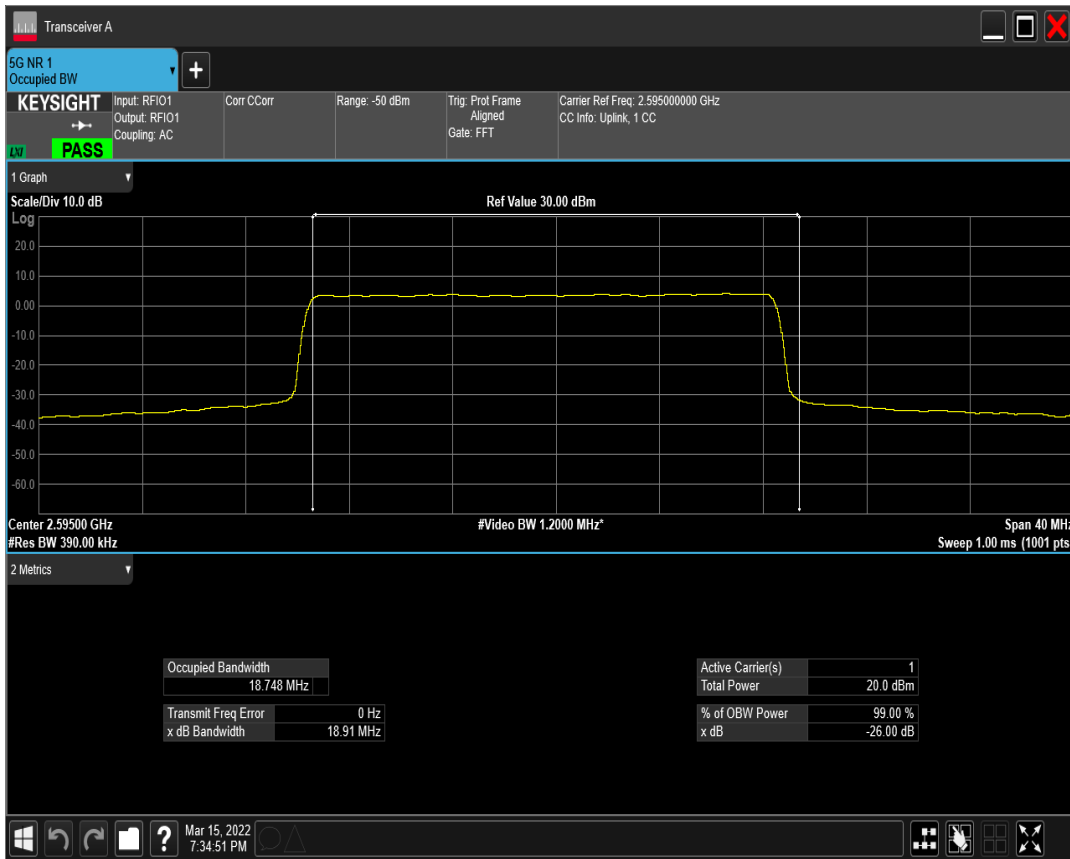 Transceiver A
5G NR 1
Occupied BW
+
KEYSIGHT
LXI
PASS
Input: RFIO1
Output: RFIO1
Coupling: AC
Corr CCorr
Range: -50 dBm
Trig: Prot Frame
Aligned
Gate: FFT
Carrier Ref Freq: 2.595000000 GHz
CC Info: Uplink, 1 CC
1 Graph
Scale/Div 10.0 dB
Ref Value 30.00 dBm
Log
20.0
10.0
0.00
-10.0
-20.0
-30.0
-40.0
-50.0
-60.0
Center 2.59500 GHz
#Video BW 1.2000 MHz*
Span 40 MHz
#Res BW 390.00 kHz
Sweep 1.00 ms (1001 pts
2 Metrics
Occupied Bandwidth
18.748 MHz
Transmit Freq Error 0 Hz
x dB Bandwidth 18.91 MHz
Active Carrier(s) 1
Total Power 20.0 dBm
% of OBW Power 99.00 %
x dB -26.00 dB
?
Mar 15, 2022
7:34:51 PM